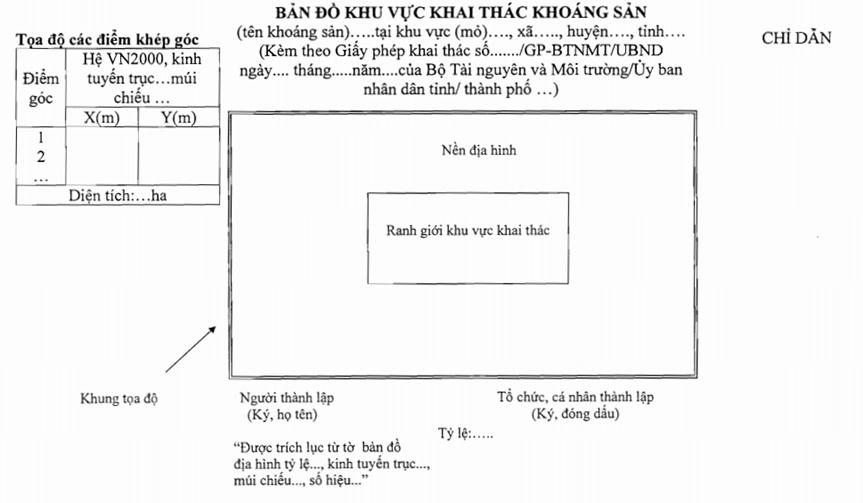 BẢN ĐỒ KHU VỰC KHAI THÁC KHOÁNG SẢN
(tên khoáng sản).....tại khu vực (mỏ)...., xã....., huyện...., tỉnh....
(Kèm theo Giấy phép khai thác số......./GP-BTNMT/UBND
ngày.... tháng.....năm....của Bộ Tài nguyên và Môi trường/Ủy ban
nhân dân tỉnh/ thành phố ...)
CHỈ DẪN
Tọa độ các điểm khép góc
Điểm
góc
Hệ VN2000, kinh
tuyến trục...múi
chiếu ...
X(m) Y(m)
1
2
...
Diện tích:...ha
Nền địa hình
Ranh giới khu vực khai thác
Khung tọa độ
Người thành lập
(Ký, họ tên)
Tổ chức, cá nhân thành lập
(Ký, đóng dấu)
Tỷ lệ:.....
“Được trích lục từ tờ bản đồ
địa hình tỷ lệ..., kinh tuyến trục...,
múi chiếu..., số hiệu...”